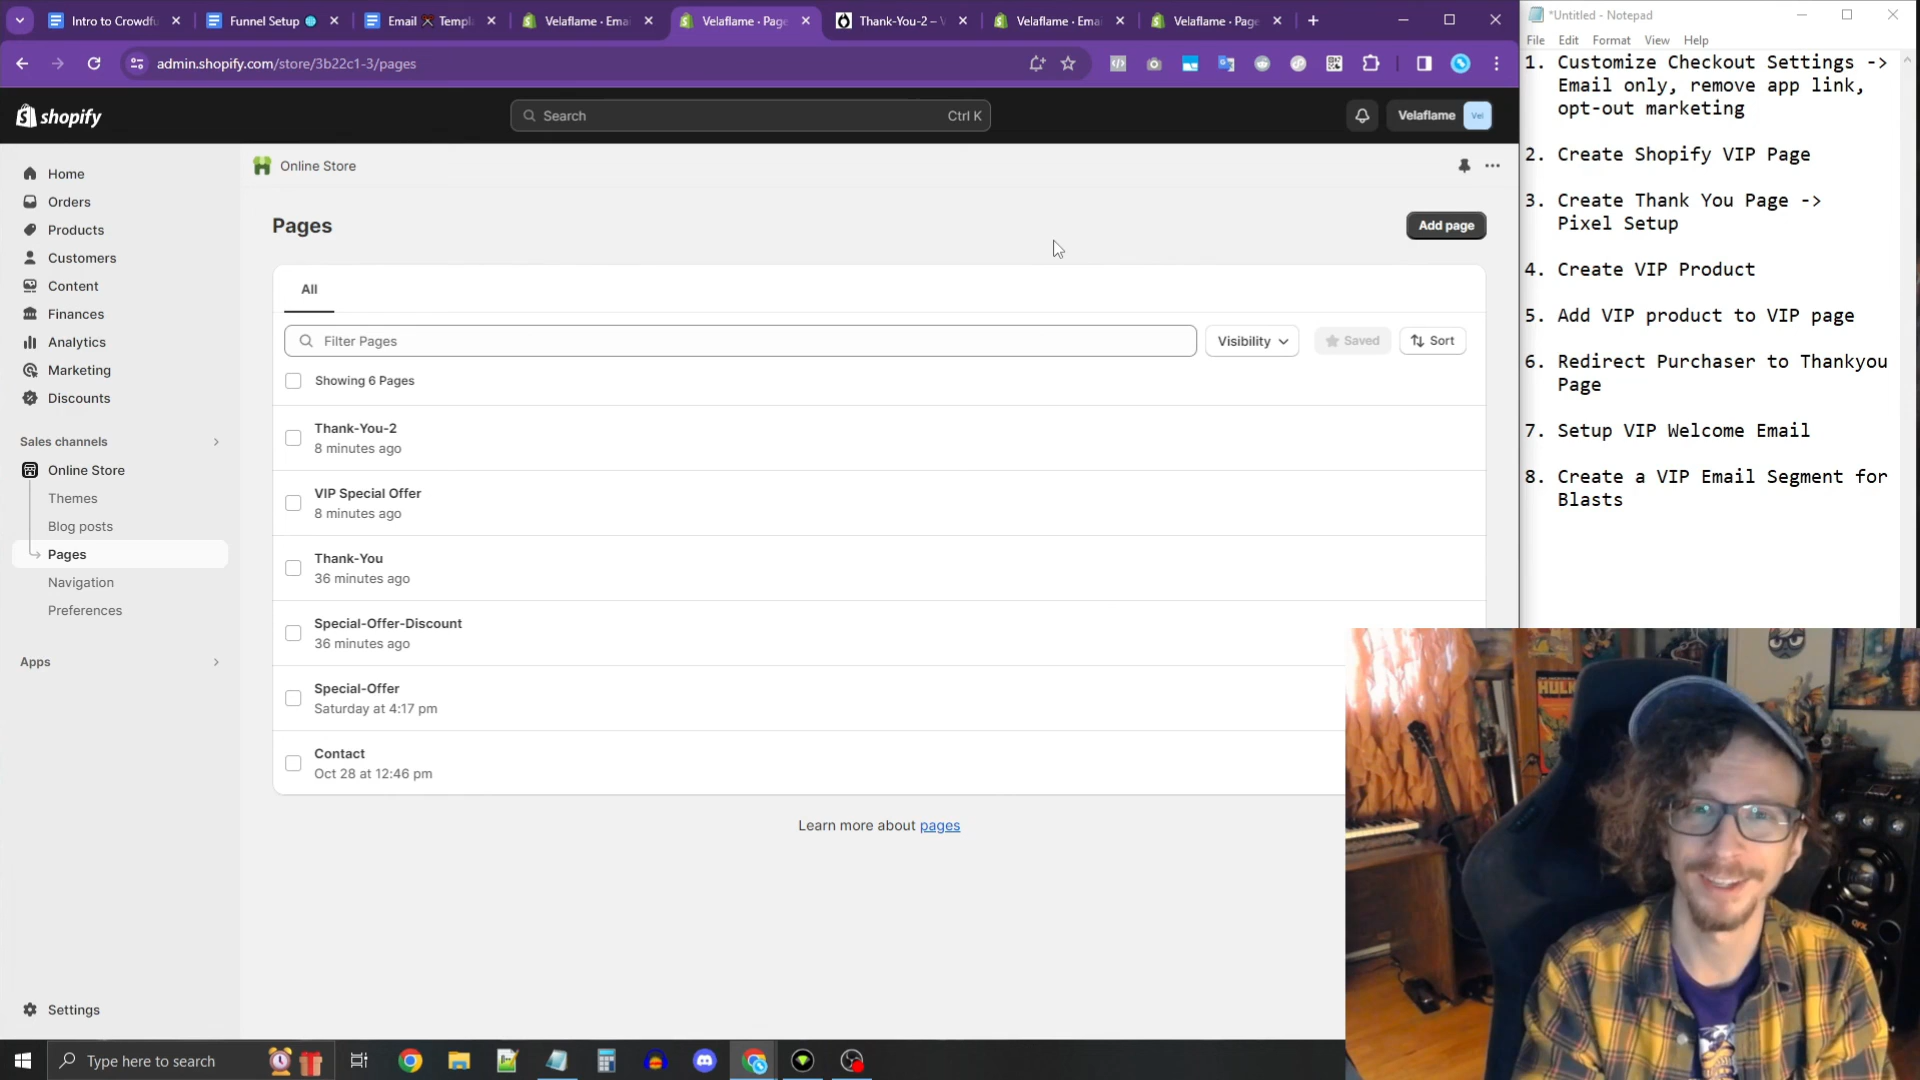 Intro to Crowdfu
Funnel Setup
Email
Templ
Velaflame · Emai
Velaflame · Page
Thank-You-2 –
Velaflame · Emai
Velaflame · Page
admin.shopify.com/store/3b22c1-3/pages
shopify
Search
Ctrl K
Velaflame
Vel
Home
Orders
Products
Customers
Content
Finances
Analytics
Marketing
Discounts
Sales channels
Online Store
Themes
Blog posts
Pages
Navigation
Preferences
Apps
Settings
Online Store
Pages
Add page
All
Filter Pages
Visibility
Saved
Sort
Showing 6 Pages
Thank-You-2
8 minutes ago
VIP Special Offer
8 minutes ago
Thank-You
36 minutes ago
Special-Offer-Discount
36 minutes ago
Special-Offer
Saturday at 4:17 pm
Contact
Oct 28 at 12:46 pm
Learn more about pages
*Untitled - Notepad
File Edit Format View Help
1. Customize Checkout Settings ->
Email only, remove app link,
opt-out marketing
2. Create Shopify VIP Page
3. Create Thank You Page ->
Pixel Setup
4. Create VIP Product
5. Add VIP product to VIP page
6. Redirect Purchaser to Thankyou
Page
7. Setup VIP Welcome Email
8. Create a VIP Email Segment for
Blasts
HULK
Type here to search